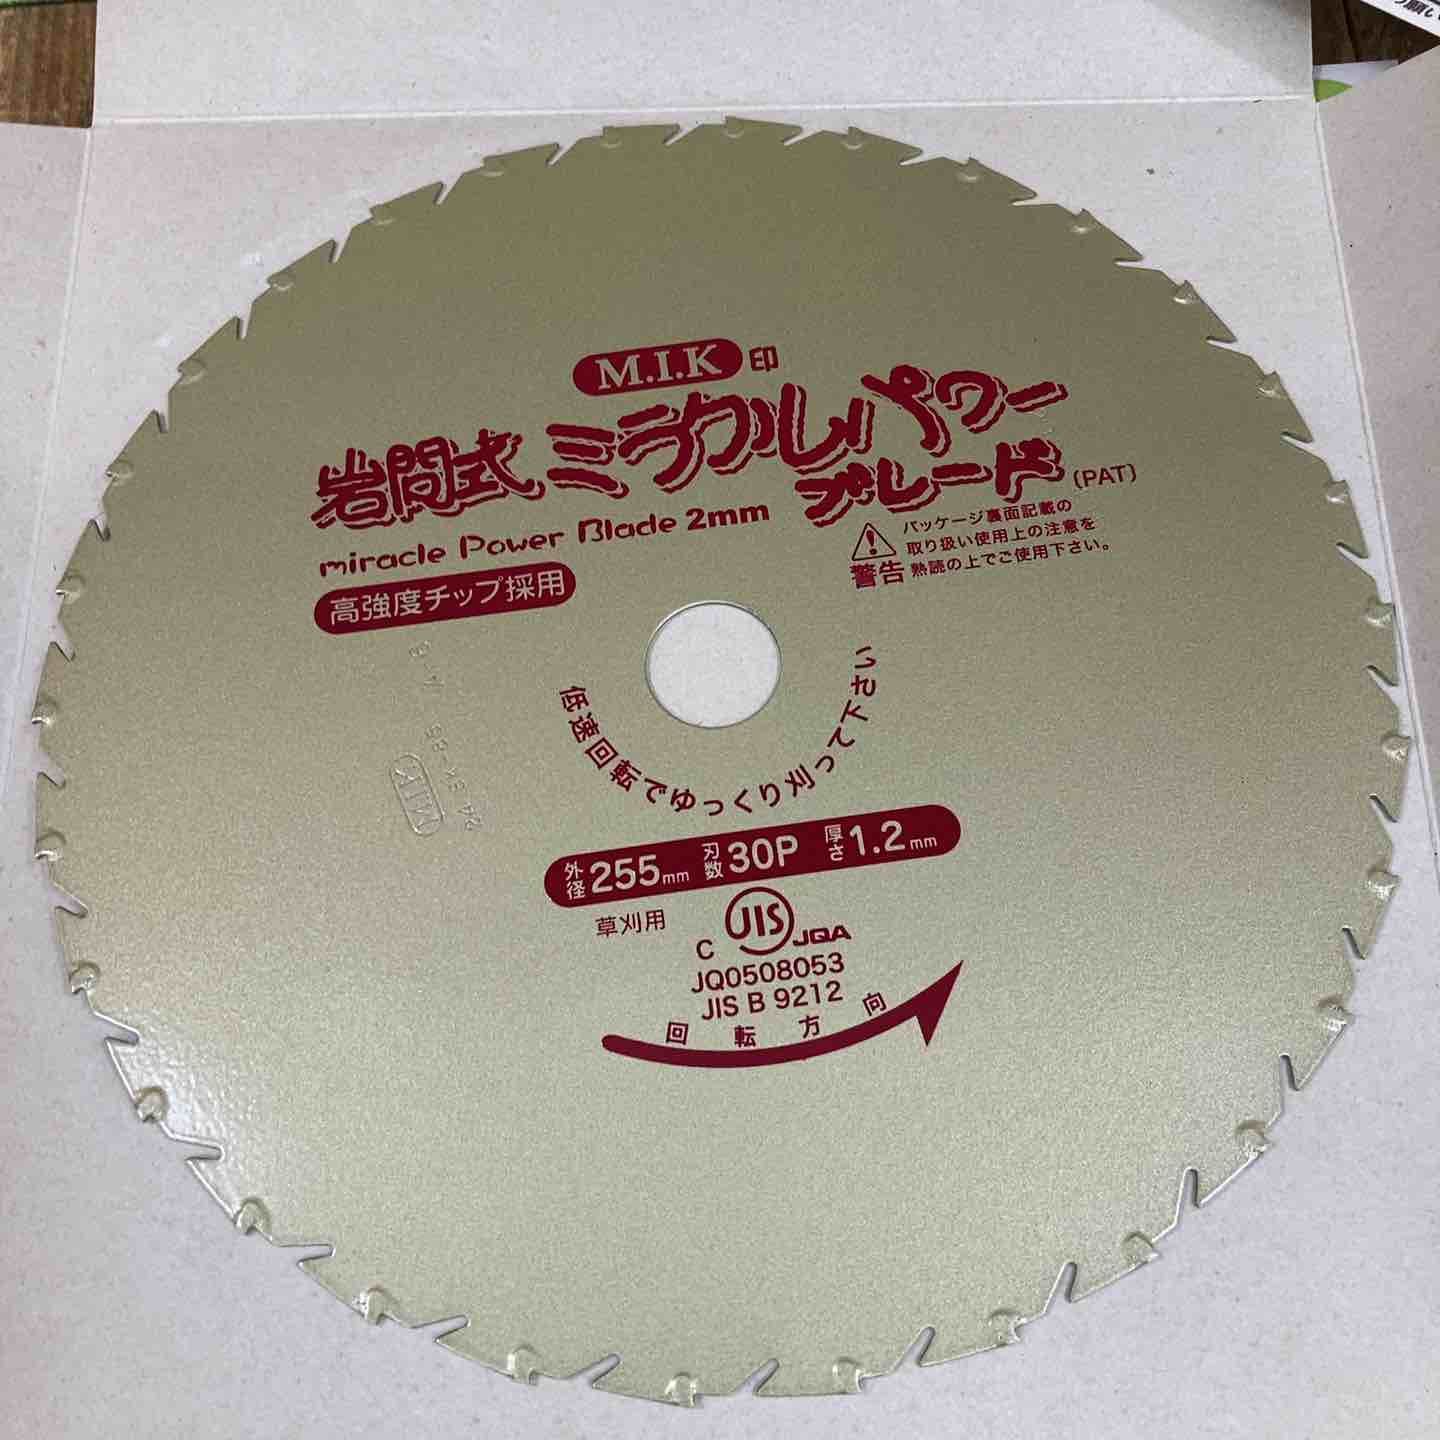 M.I.K 印
岩間式 ミラクルパワー
ブレード (PAT)
miracle Power Blade 2mm
高強度チップ採用
警告
パッケージ裏面記載の
取り扱い使用上の注意を
熟読の上でご使用下さい。
低速回転でゆっくり刈って下さい
外径 255mm 刃数 30P 厚さ 1.2mm
草刈用
C JIS JQA
JQ0508053
JIS B 9212
回転方向
MIK